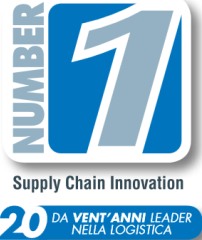 NUMBER
1
Supply Chain Innovation
20 DA VENT'ANNI LEADER
NELLA LOGISTICA